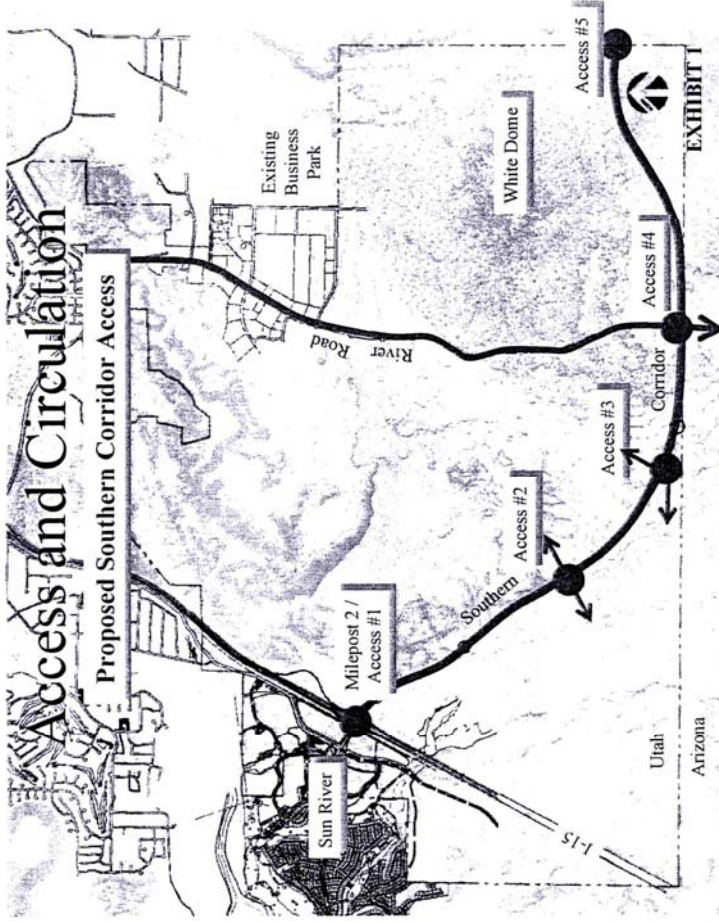 Access and Circulation
Proposed Southern Corridor Access
Existing
Business
Park
River
Road
White Dome
Sun River
Milepost 2 /
Access #1
Access #2
Access #3
Access #4
Access #5
Southern
Corridor
I-15
Utah
Arizona
EXHIBIT 1